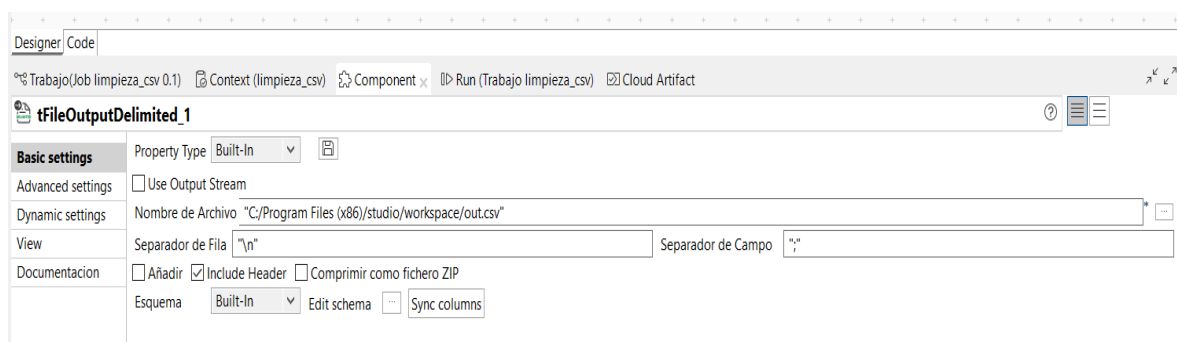 Designer Code
Trabajo(Job limpieza_csv 0.1) Context (limpieza_csv) Component Run (Trabajo limpieza_csv) Cloud Artifact
tFileOutputDelimited_1
Basic settings Property Type Built-In
Advanced settings Use Output Stream
Dynamic settings Nombre de Archivo "C:/Program Files (x86)/studio/workspace/out.csv" * ...
View Separador de Fila "\n" Separador de Campo ";"
Documentacion Añadir Include Header Comprimir como fichero ZIP
Esquema Built-In Edit schema ... Sync columns